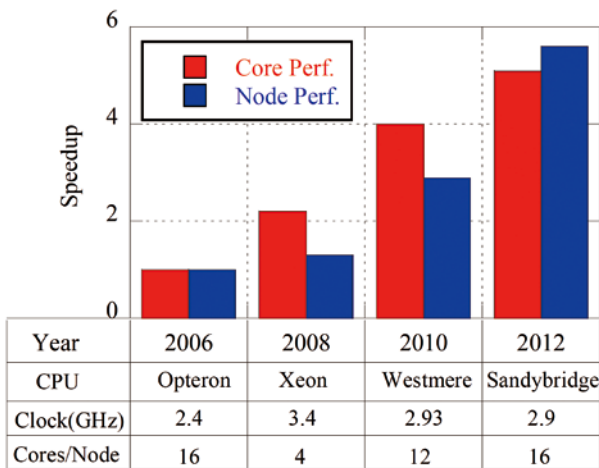 6
Core Perf.
Node Perf.
4
Speedup
2
0
Year 2006 2008 2010 2012
CPU Opteron Xeon Westmere Sandybridge
Clock(GHz) 2.4 3.4 2.93 2.9
Cores/Node 16 4 12 16